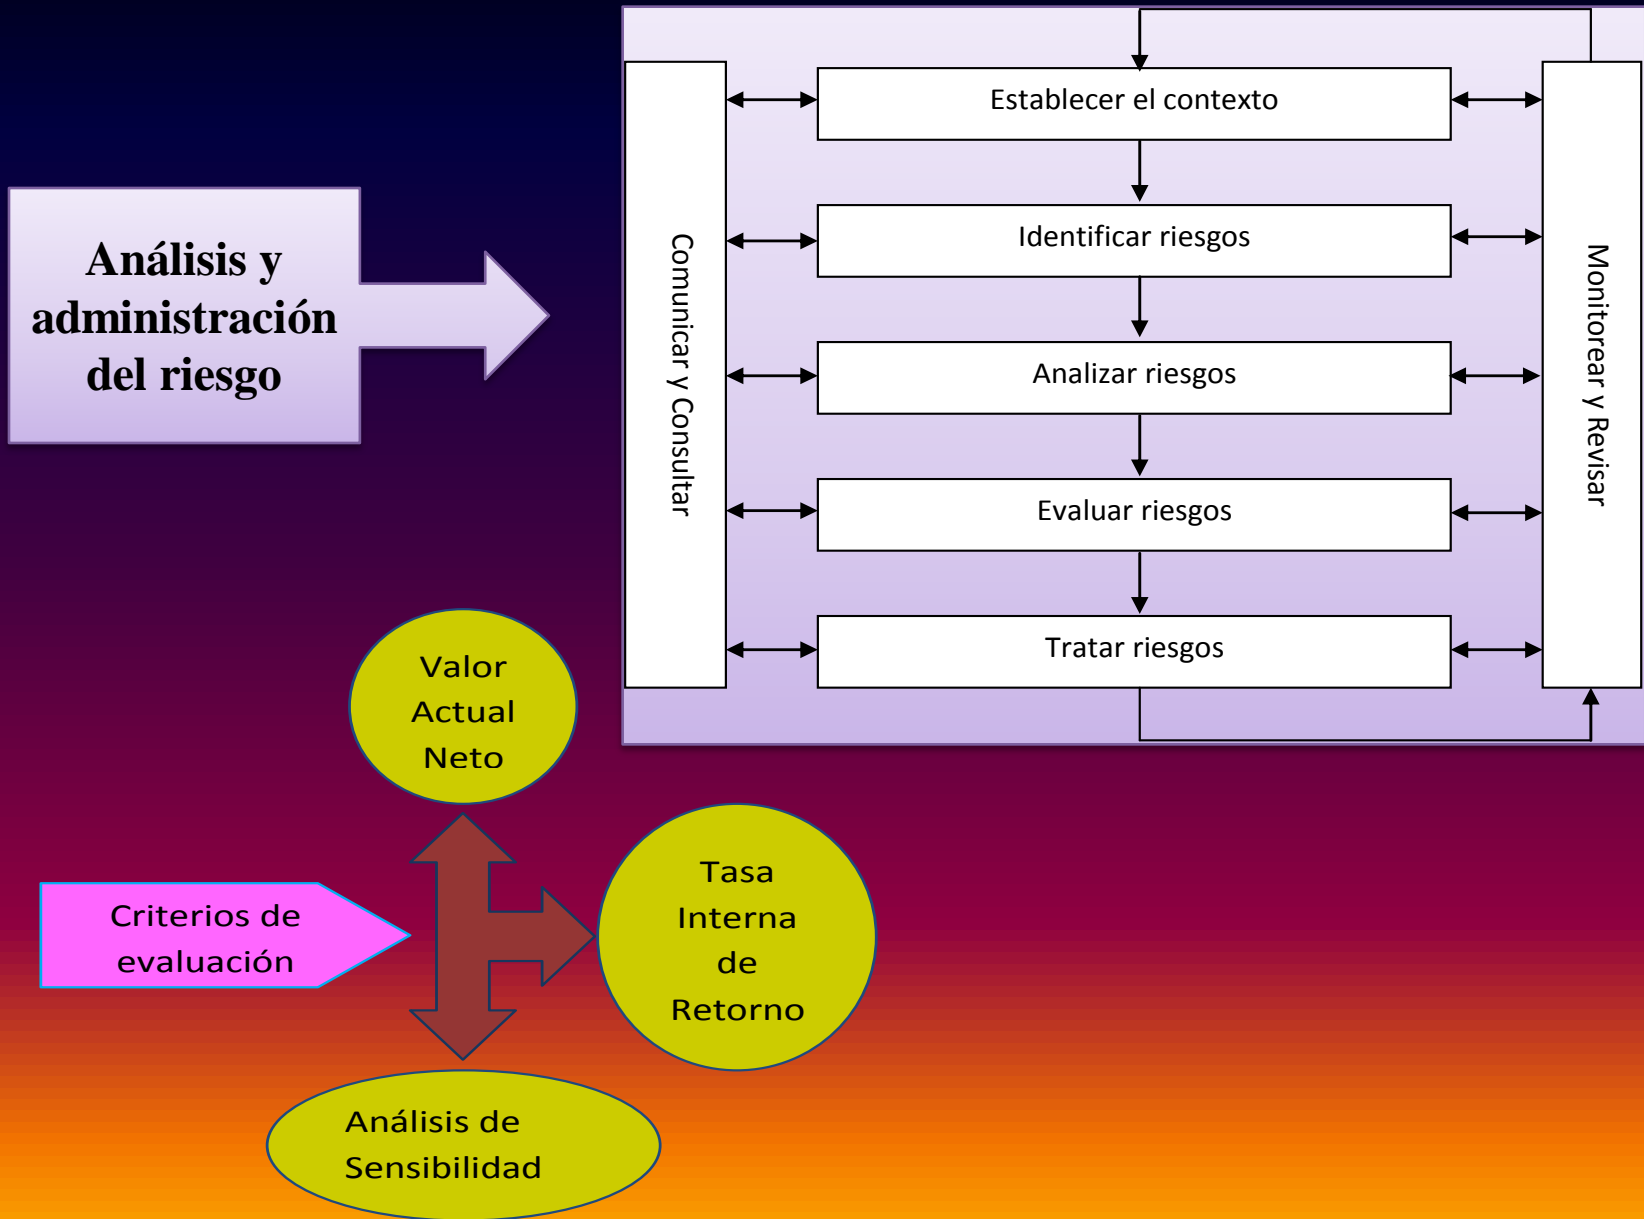 Análisis y
administración
del riesgo
Comunicar y Consultar
Establecer el contexto
Identificar riesgos
Analizar riesgos
Evaluar riesgos
Tratar riesgos
Monitorear y Revisar
Criterios de
evaluación
Valor
Actual
Neto
Tasa
Interna
de
Retorno
Análisis de
Sensibilidad